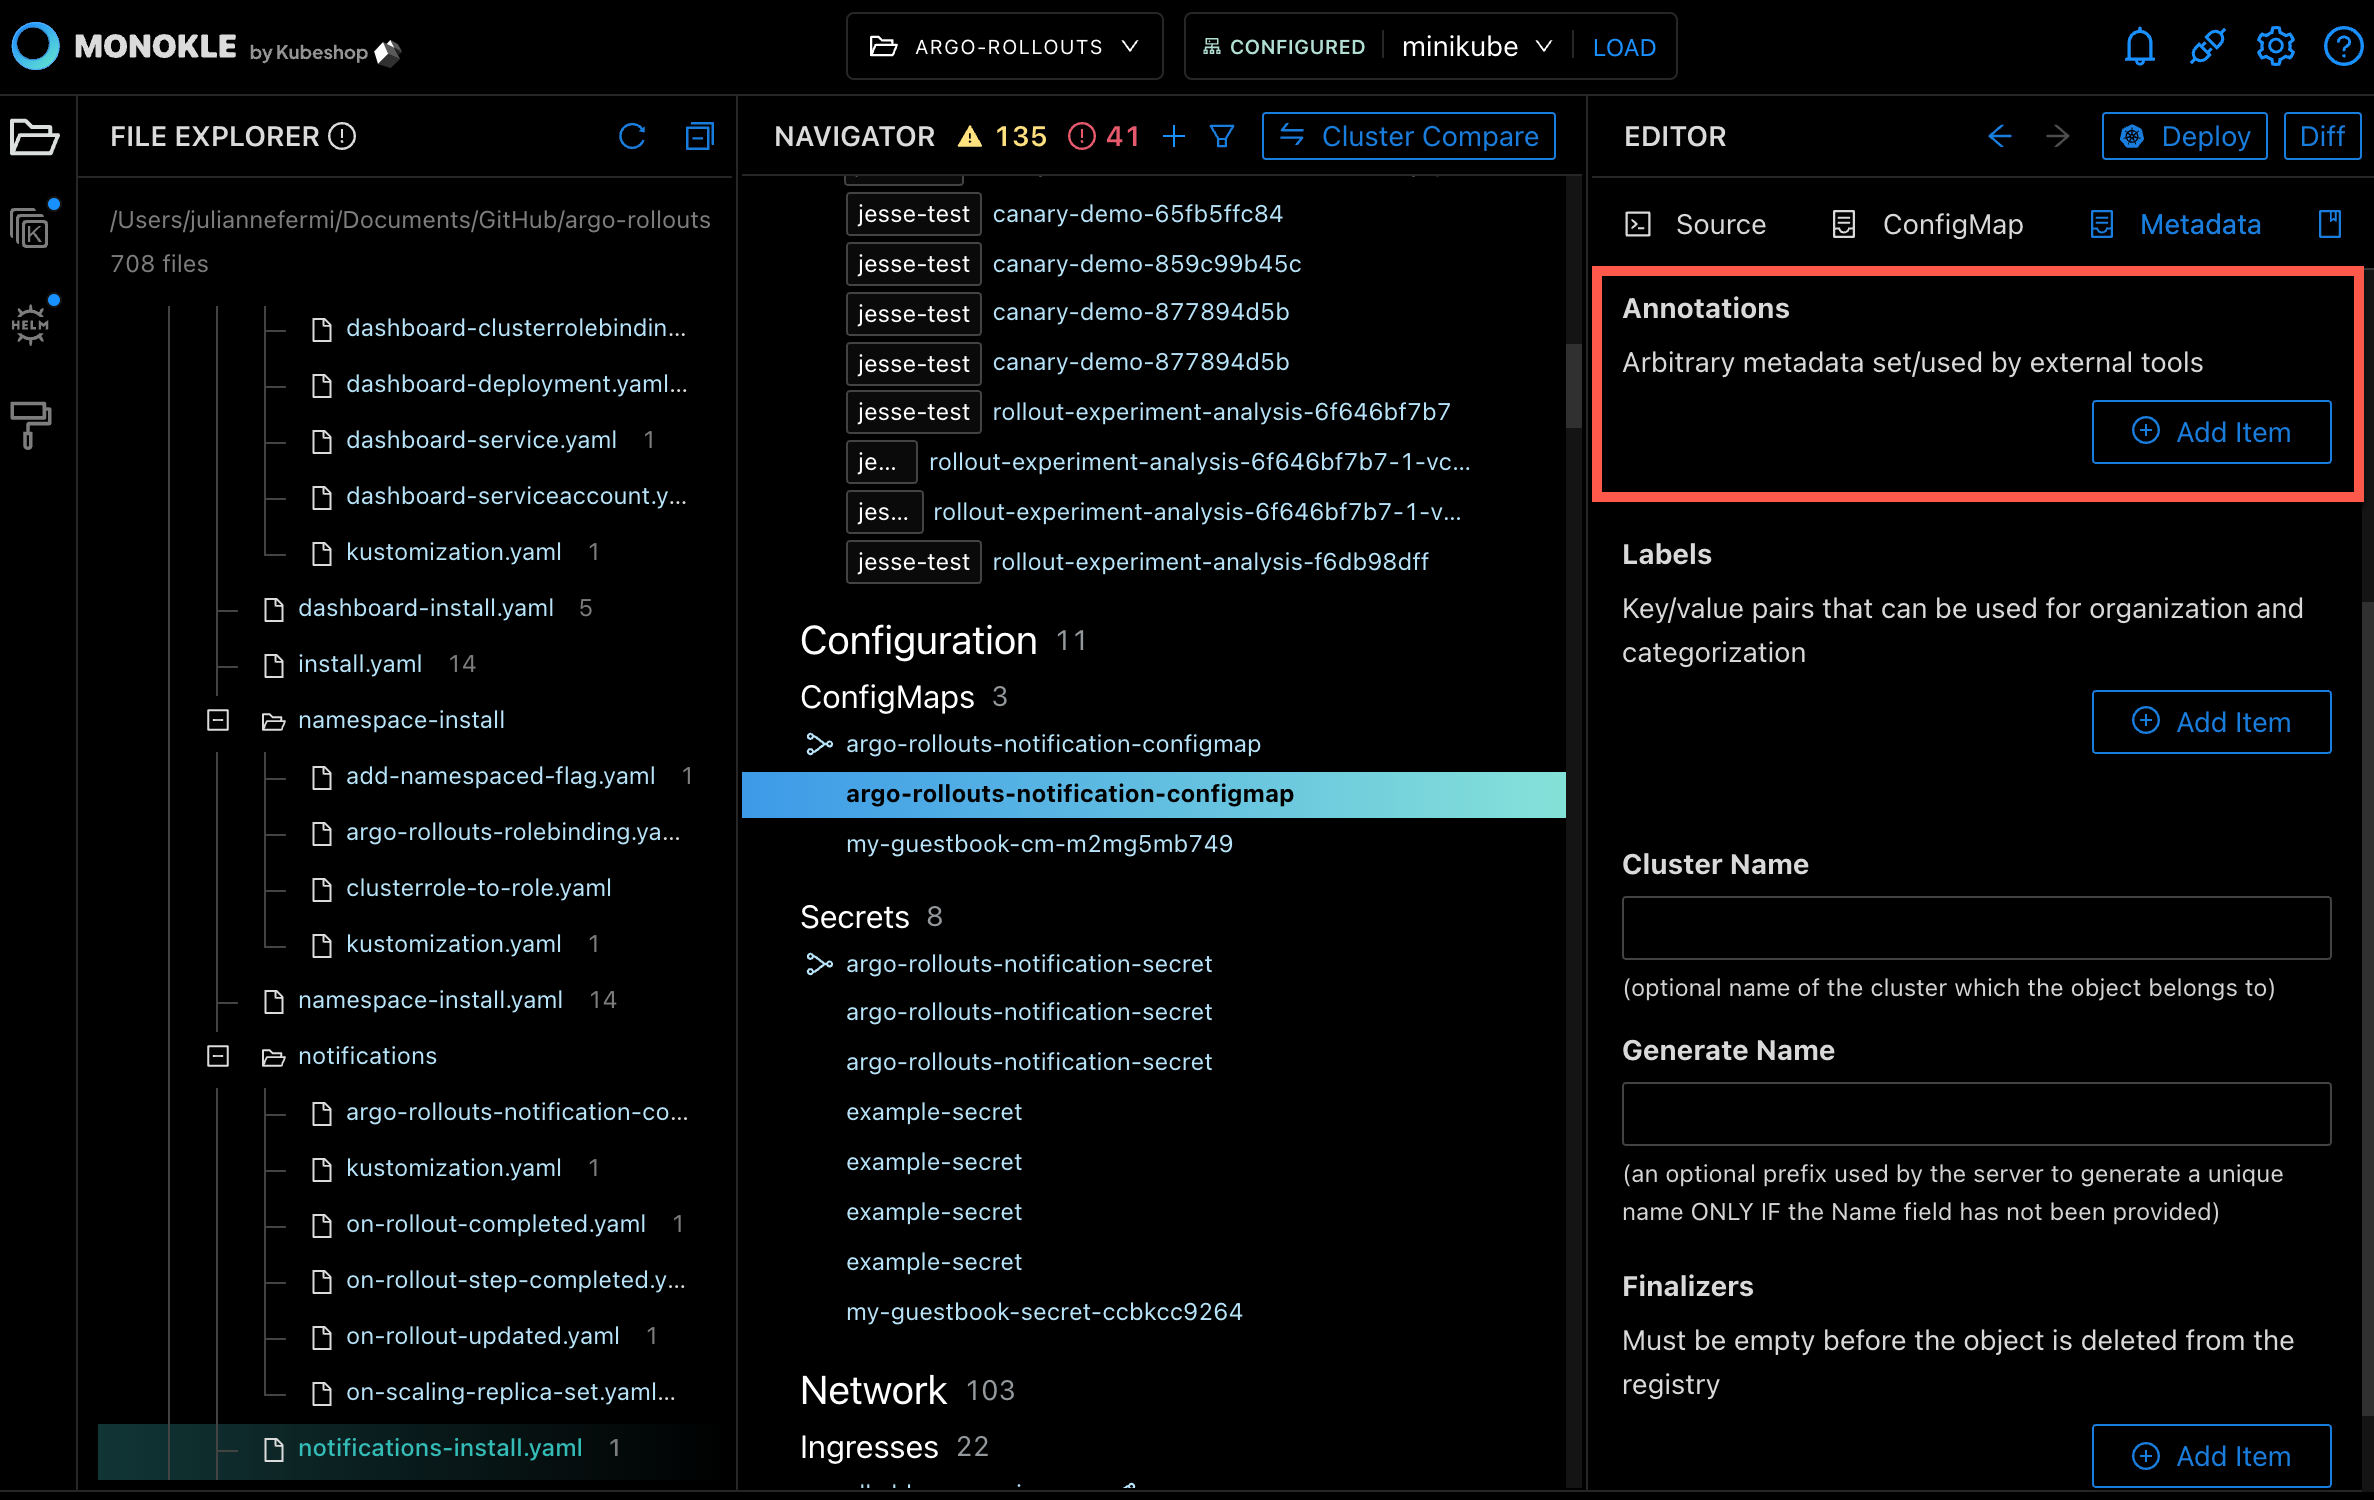 MONOKLE by Kubeshop
ARGO-ROLLOUTS
CONFIGURED minikube LOAD
FILE EXPLORER
/Users/juliannefermi/Documents/GitHub/argo-rollouts
708 files
dashboard-clusterrolebindin...
dashboard-deployment.yaml...
dashboard-service.yaml 1
dashboard-serviceaccount.y...
kustomization.yaml 1
dashboard-install.yaml 5
install.yaml 14
namespace-install
add-namespaced-flag.yaml 1
argo-rollouts-rolebinding.ya...
clusterrole-to-role.yaml
kustomization.yaml 1
namespace-install.yaml 14
notifications
argo-rollouts-notification-co...
kustomization.yaml 1
on-rollout-completed.yaml 1
on-rollout-step-completed.y...
on-rollout-updated.yaml 1
on-scaling-replica-set.yaml...
notifications-install.yaml 1
HELM
NAVIGATOR 135 41 Cluster Compare
jesse-test canary-demo-65fb5ffc84
jesse-test canary-demo-859c99b45c
jesse-test canary-demo-877894d5b
jesse-test canary-demo-877894d5b
jesse-test rollout-experiment-analysis-6f646bf7b7
je... rollout-experiment-analysis-6f646bf7b7-1-vc...
jes... rollout-experiment-analysis-6f646bf7b7-1-v...
jesse-test rollout-experiment-analysis-f6db98dff
Configuration 11
ConfigMaps 3
argo-rollouts-notification-configmap
argo-rollouts-notification-configmap
my-guestbook-cm-m2mg5mb749
Secrets 8
argo-rollouts-notification-secret
argo-rollouts-notification-secret
argo-rollouts-notification-secret
example-secret
example-secret
example-secret
example-secret
my-guestbook-secret-ccbkcc9264
Network 103
Ingresses 22
EDITOR Deploy Diff
Source ConfigMap Metadata
Annotations
Arbitrary metadata set/used by external tools
Add Item
Labels
Key/value pairs that can be used for organization and
categorization
Add Item
Cluster Name
(optional name of the cluster which the object belongs to)
Generate Name
(an optional prefix used by the server to generate a unique
name ONLY IF the Name field has not been provided)
Finalizers
Must be empty before the object is deleted from the
registry
Add Item